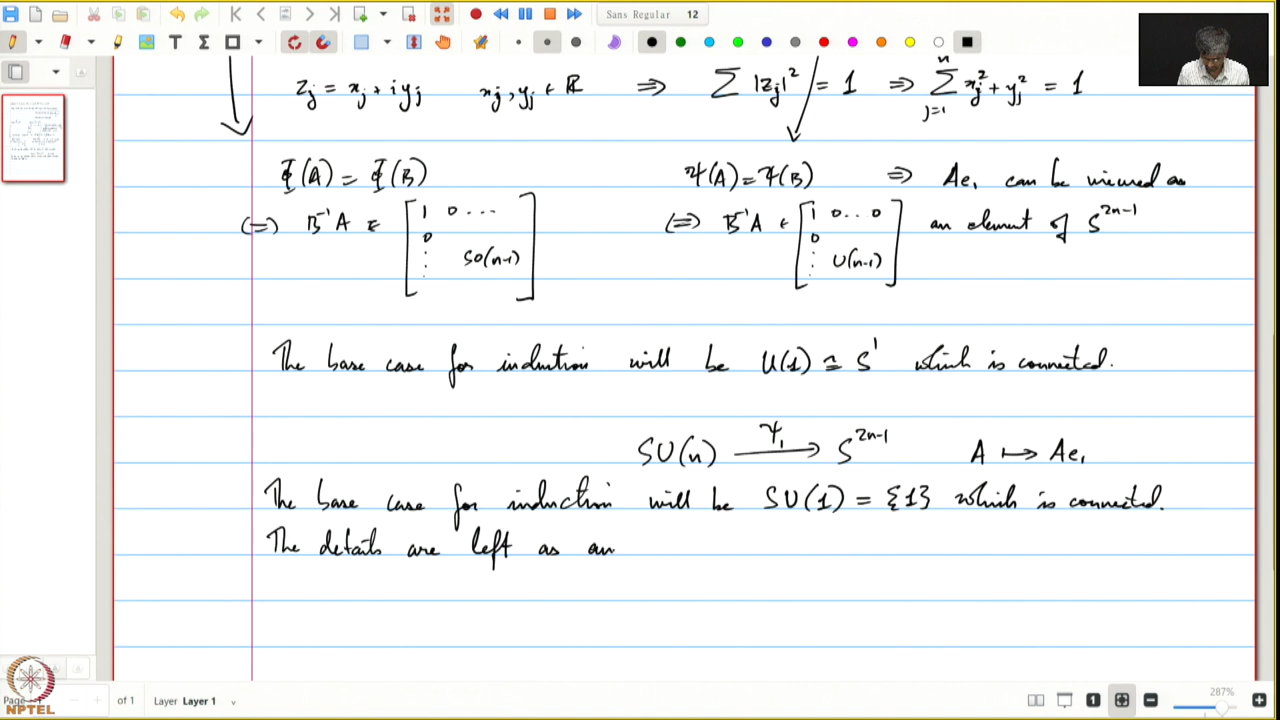 Sans Regular 12
z_j = x_j + i y_j    x_j, y_j ∈ ℝ    ⇒    Σ |z_j|² = 1    ⇒    Σ_{j=1}^{n} x_j² + y_j² = 1
Φ(A) = Φ(B)    Ψ(A) = Ψ(B)    ⇒    Ae₁ can be viewed as
(⇒) B⁻¹A ∈ [ 1 0 ... ; 0 ; ⋮ SO(n-1) ]    (⇒) B⁻¹A ∈ [ 1 0 ... 0 ; 0 ; ⋮ U(n-1) ]    an element of S^{2n-1}
The base case for induction will be U(1) ≅ S¹ which is connected.
SU(n) —Ψ₁→ S^{2n-1}    A ↦ Ae₁
The base case for induction will be SU(1) = {1} which is connected.
The details are left as an
NPTEL
Page
of 1
Layer Layer 1
1
287%